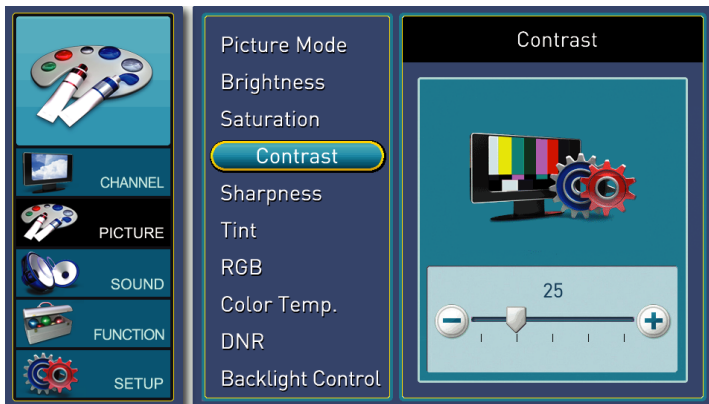 CHANNEL
PICTURE
SOUND
FUNCTION
SETUP
Picture Mode
Brightness
Saturation
Contrast
Sharpness
Tint
RGB
Color Temp.
DNR
Backlight Control
Contrast
25